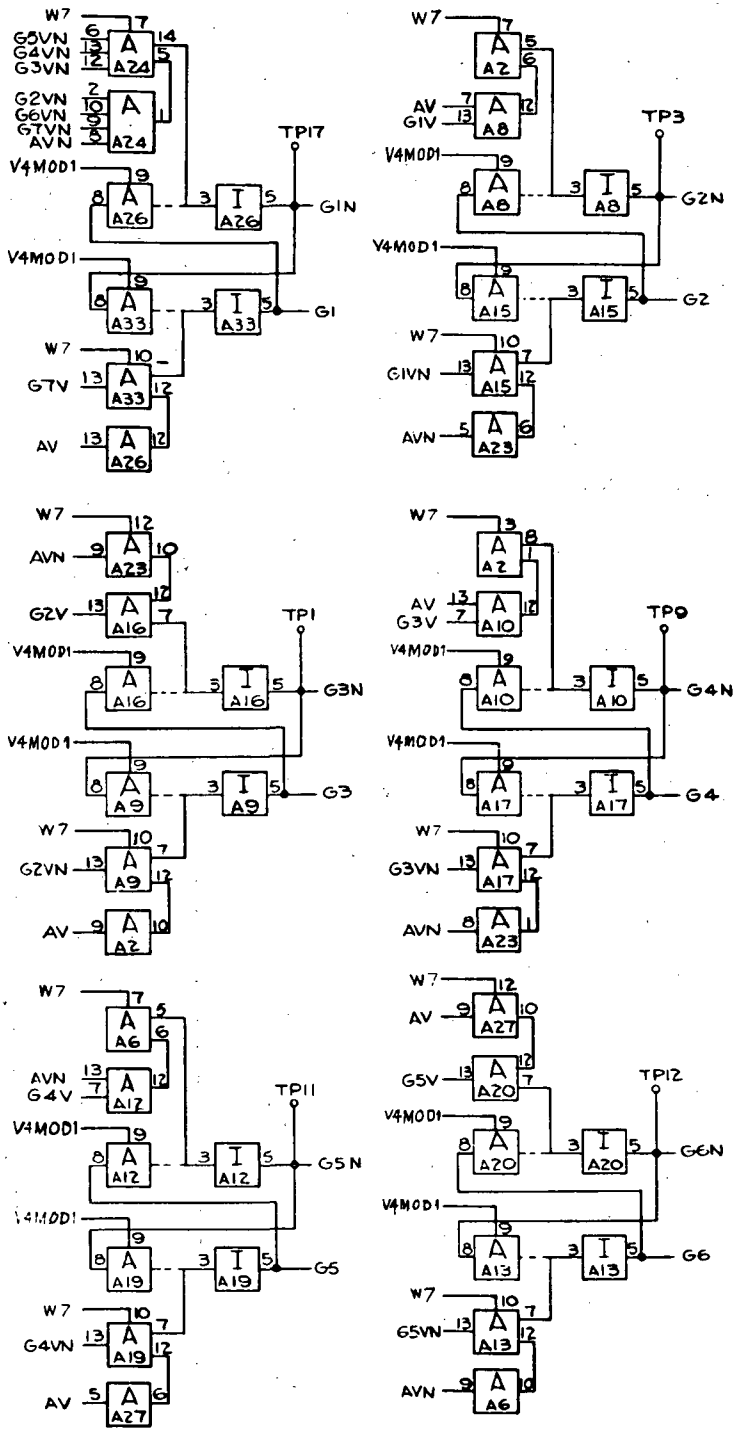 W7 7
G5VN 6 14
G4VN 13 A 5
G3VN 12 A24
G2VN 2
G6VN 10 A 1
G7VN 9
AVN 8 A24
TP17
V4MOD1 9
8 A 3 I 5 G1N
A26 A26
V4MOD1 9
8 A 3 I 5 G1
A33 A33
W7 10
G7V 13 A 12
A33
AV 13 A 12
A26
W7 7
A 5
A2 6
AV 7 A 12
G1V 13 A8
TP3
V4MOD1 9
8 A 3 I 5 G2N
A8 A8
V4MOD1 9
8 A 3 I 5 G2
A15 A15
W7 10
G1VN 13 A 7
A15 12
AVN 5 A 6
A23
W7 12
AVN 9 A 10
A23
G2V 13 A 12
A16 7
TP1
V4MOD1 9
8 A 5 I 5 G3N
A16 A16
V4MOD1 9
8 A 3 I 5 G3
A9 A9
W7 10
G2VN 13 A 7
A9 12
AV 9 A 10
A2
W7 3
A 8
A2 1
AV 13 A 12
G3V 7 A10
TP9
V4MOD1 9
8 A 3 I 5 G4N
A10 A10
V4MOD1 9
8 A 3 I 5 G4
A17 A17
W7 10
G3VN 13 A 7
A17 12
AVN 8 A 1
A23
W7 7
A 5
A6 6
AVN 13 A 12
G4V 7 A12
TP11
V4MOD1 9
8 A 3 I 5 G5N
A12 A12
V4MOD1 9
8 A 3 I 5 G5
A19 A19
W7 10
G4VN 13 A 7
A19 12
AV 5 A 6
A27
W7 12
AV 9 A 10
A27
G5V 13 A 12
A20 7
TP12
V4MOD1 9
8 A 3 I 5 G6N
A20 A20
V4MOD1 9
8 A 3 I 5 G6
A13 A13
W7 10
G5VN 13 A 7
A13 12
AVN 9 A 10
A6